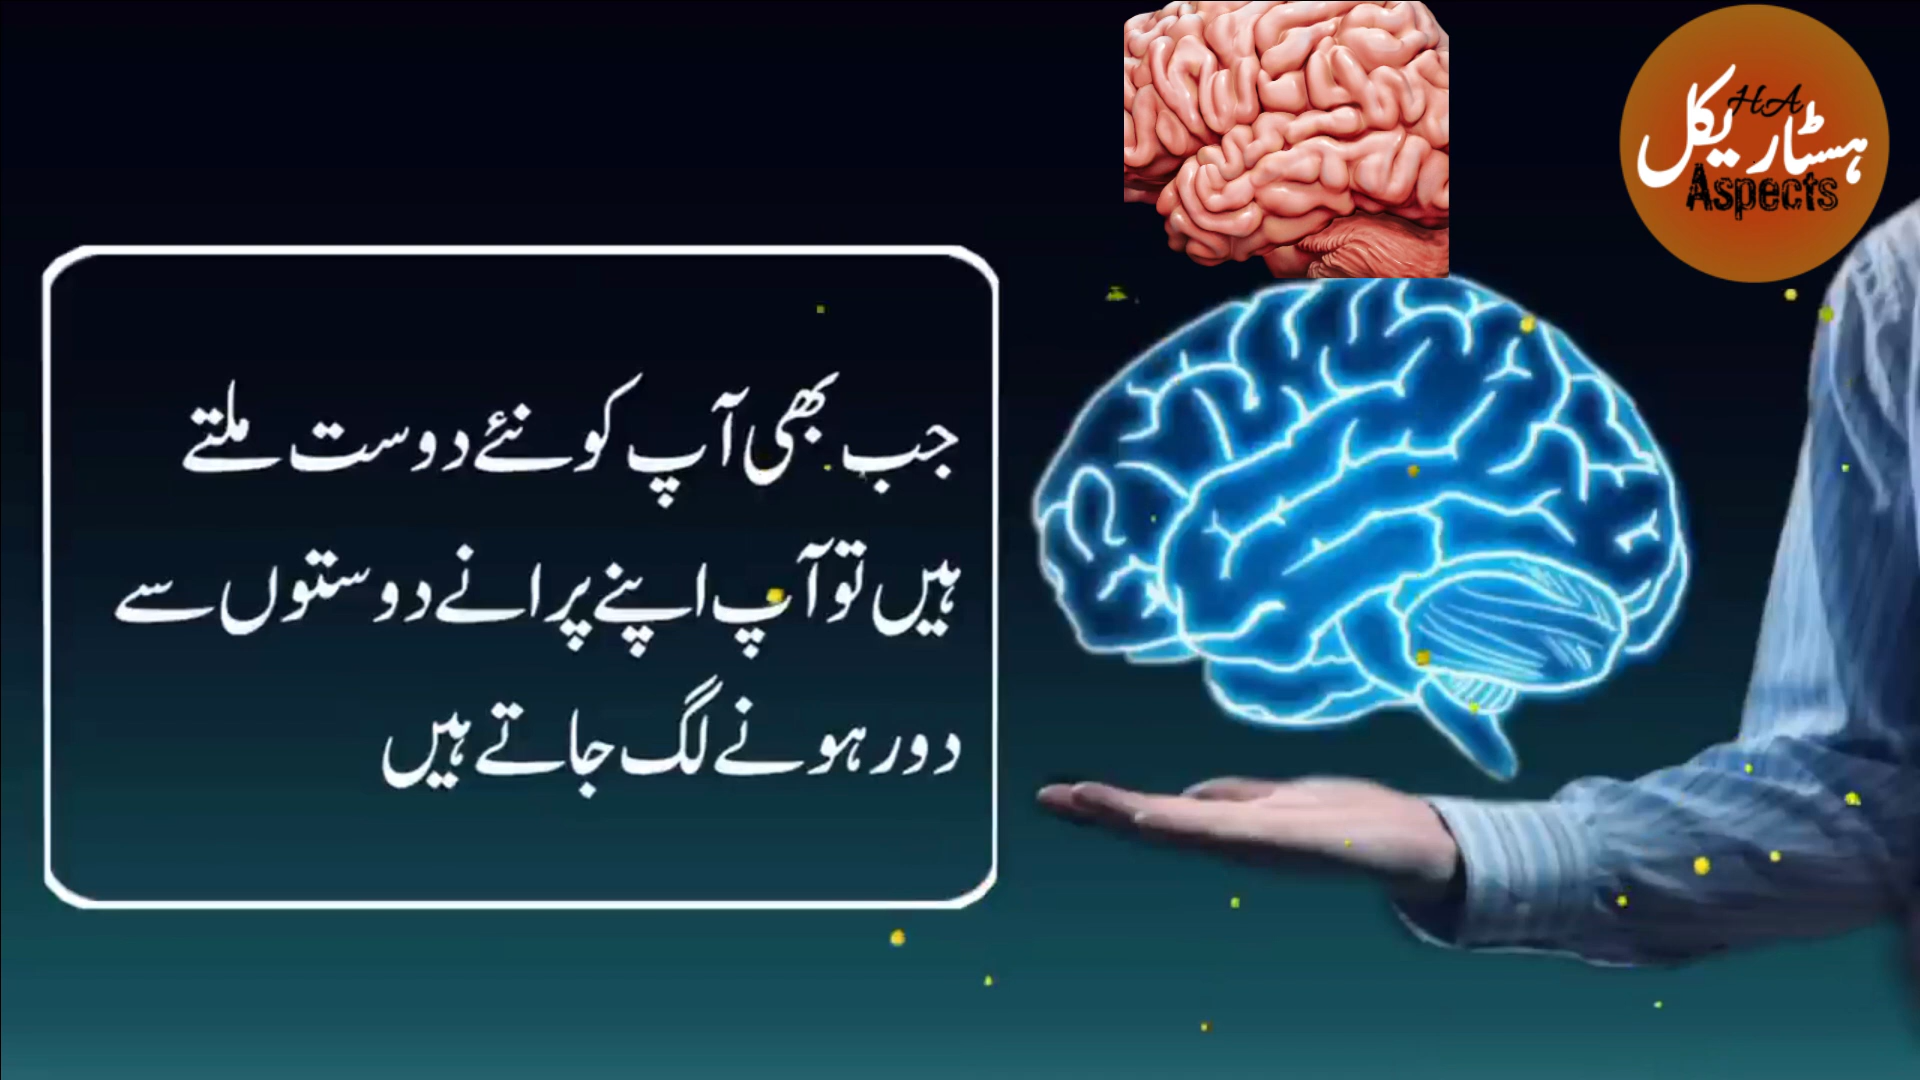 HA
ہسٹاریکل
Aspects
جب بھی آپ کو نئے دوست ملتے
ہیں تو آپ اپنے پرانے دوستوں سے
دور ہونے لگ جاتے ہیں